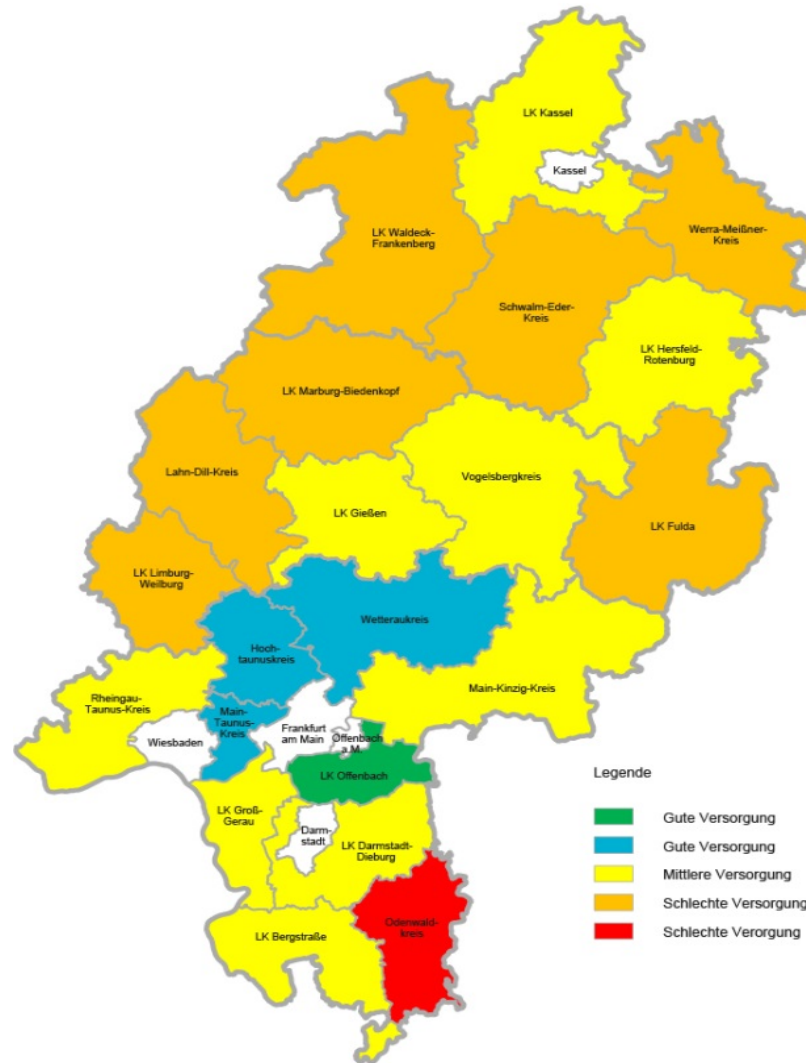 LK Kassel
Kassel
LK Waldeck-
Frankenberg
Werra-Meißner-
Kreis
Schwalm-Eder-
Kreis
LK Hersfeld-
Rotenburg
LK Marburg-Biedenkopf
Lahn-Dill-Kreis
Vogelsbergkreis
LK Gießen
LK Fulda
LK Limburg-
Weilburg
Wetteraukreis
Hoch-
taunuskreis
Main-Kinzig-Kreis
Rheingau-
Taunus-Kreis
Main-
Taunus-
Kreis
Wiesbaden
Frankfurt
am Main
Offenbach
a.M.
LK Offenbach
LK Groß-
Gerau
Darm-
stadt
LK Darmstadt-
Dieburg
Odenwald-
kreis
LK Bergstraße
Legende
Gute Versorgung
Gute Versorgung
Mittlere Versorgung
Schlechte Versorgung
Schlechte Verorgung